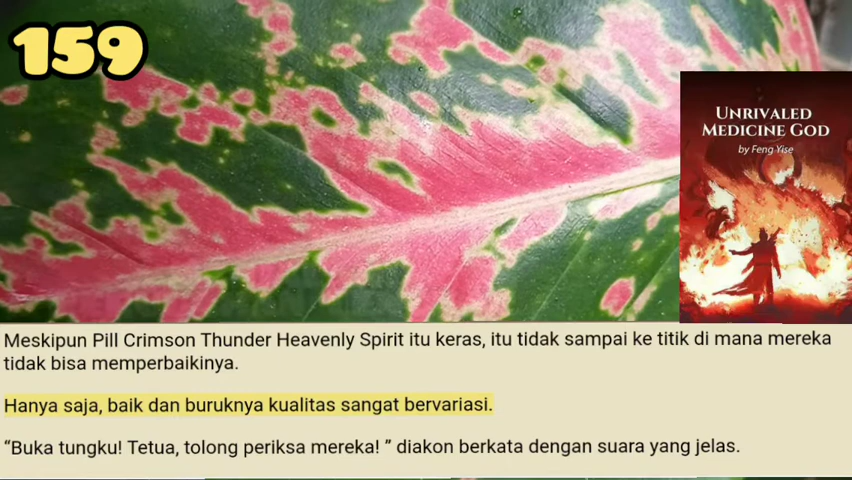 159
UNRIVALED
MEDICINE GOD
by Feng Yise
Meskipun Pill Crimson Thunder Heavenly Spirit itu keras, itu tidak sampai ke titik di mana mereka
tidak bisa memperbaikinya.
Hanya saja, baik dan buruknya kualitas sangat bervariasi.
“Buka tungku! Tetua, tolong periksa mereka! ” diakon berkata dengan suara yang jelas.